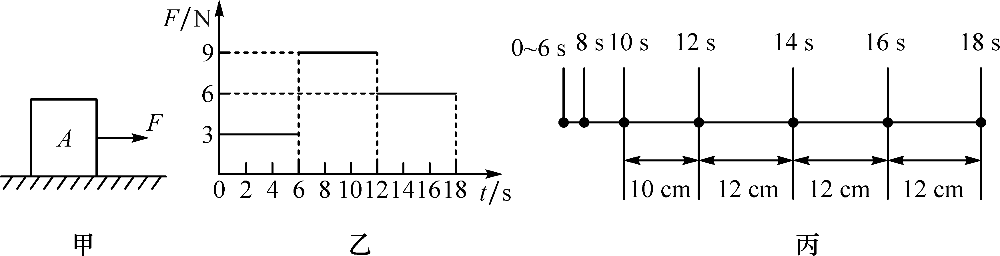 A
F
甲
F/N
9
6
3
0 2 4 6 8 10 12 14 16 18 t/s
乙
0~6 s 8 s 10 s 12 s 14 s 16 s 18 s
10 cm 12 cm 12 cm 12 cm
丙